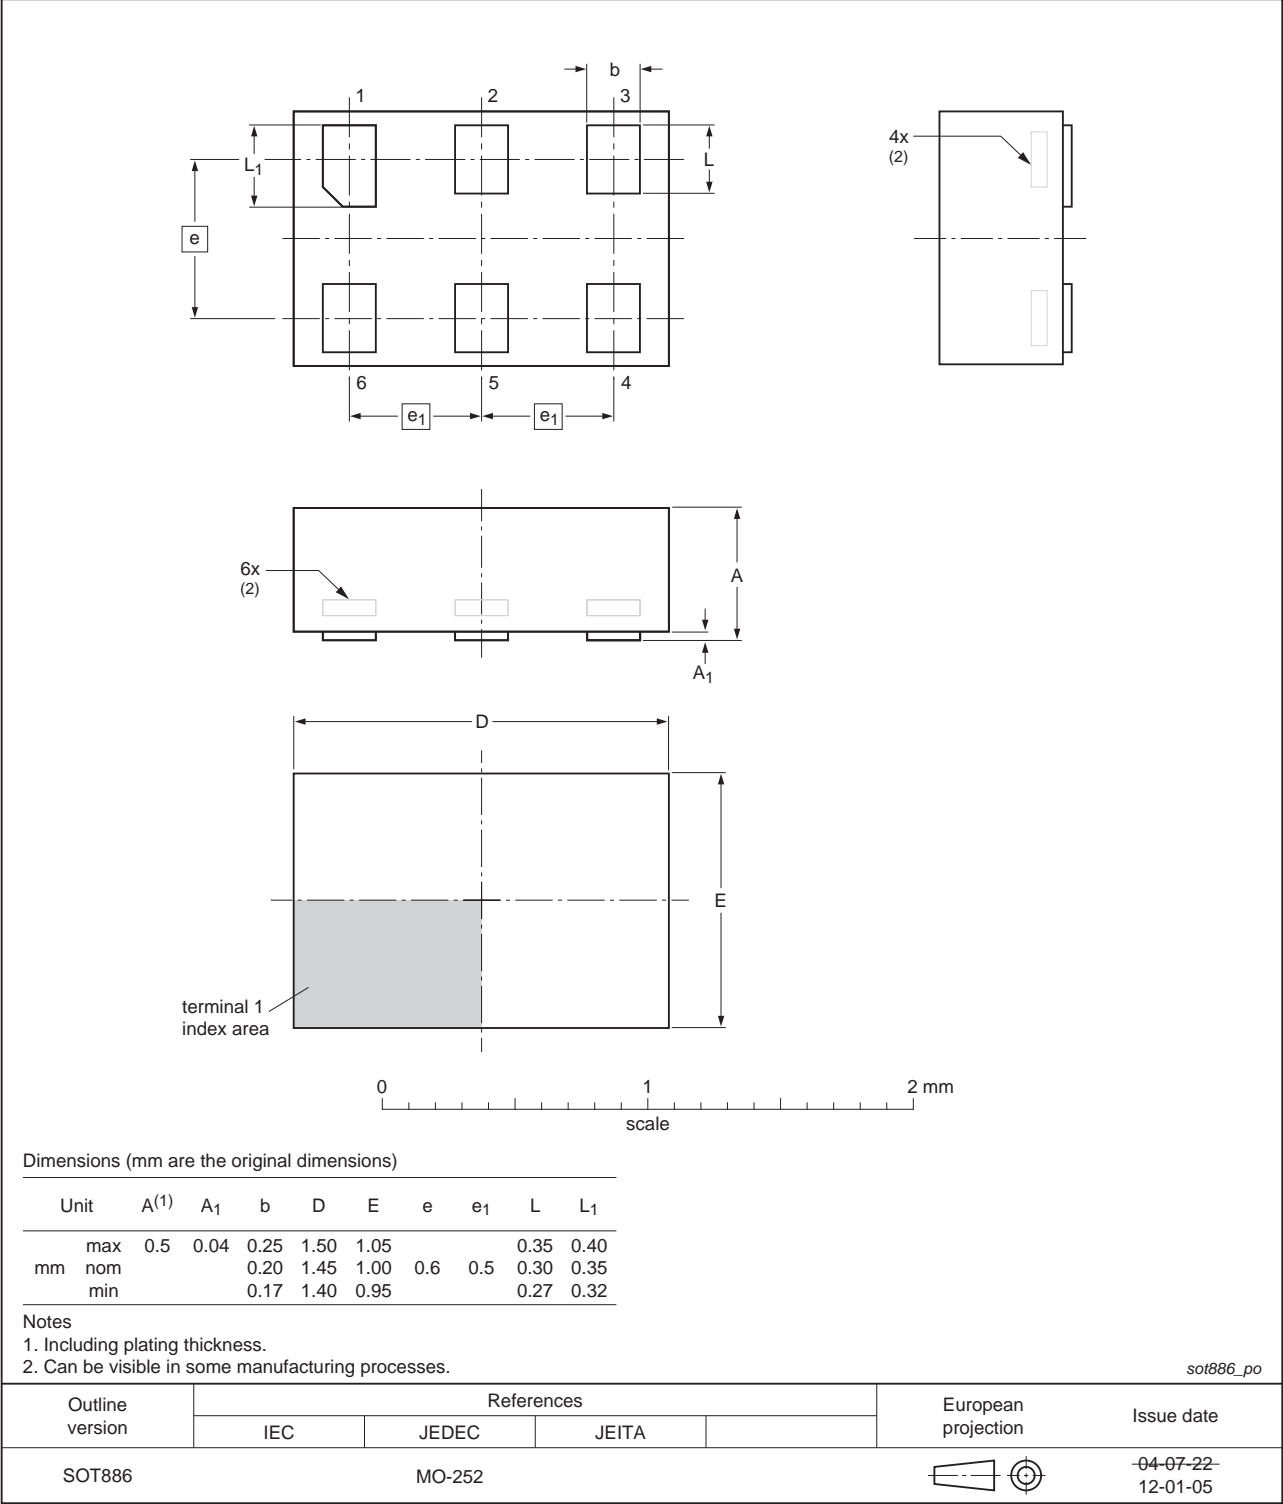 b
1 2 3
4x
(2)
L1
L
e
6 5 4
e1 e1
6x
(2)
A
A1
D
E
terminal 1
index area
0 1 2 mm
scale
Dimensions (mm are the original dimensions)
Unit A(1) A1 b D E e e1 L L1
max 0.5 0.04 0.25 1.50 1.05 0.35 0.40
mm nom 0.20 1.45 1.00 0.6 0.5 0.30 0.35
min 0.17 1.40 0.95 0.27 0.32
Notes
1. Including plating thickness.
2. Can be visible in some manufacturing processes.
sot886_po
Outline version References European projection Issue date
IEC JEDEC JEITA
SOT886 MO-252 04-07-22
12-01-05